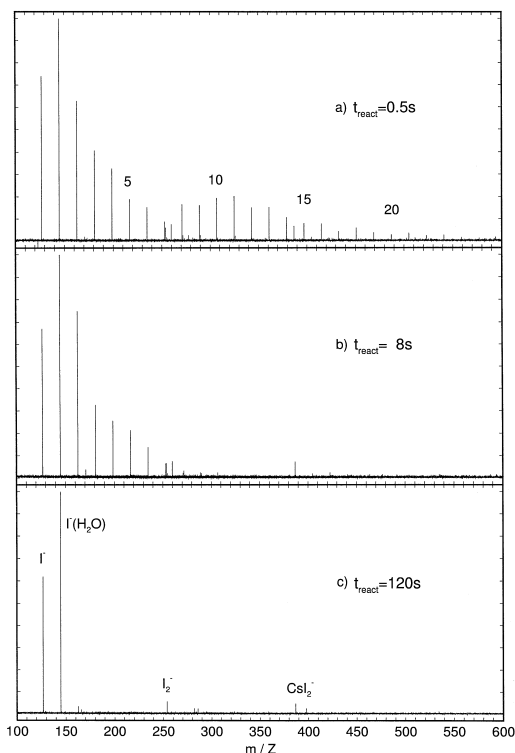 a) t_react=0.5s
5
10
15
20
b) t_react= 8s
I⁻(H₂O)
I⁻
c) t_react=120s
I₂⁻
CsI₂⁻
100 150 200 250 300 350 400 450 500 550 600
m / Z